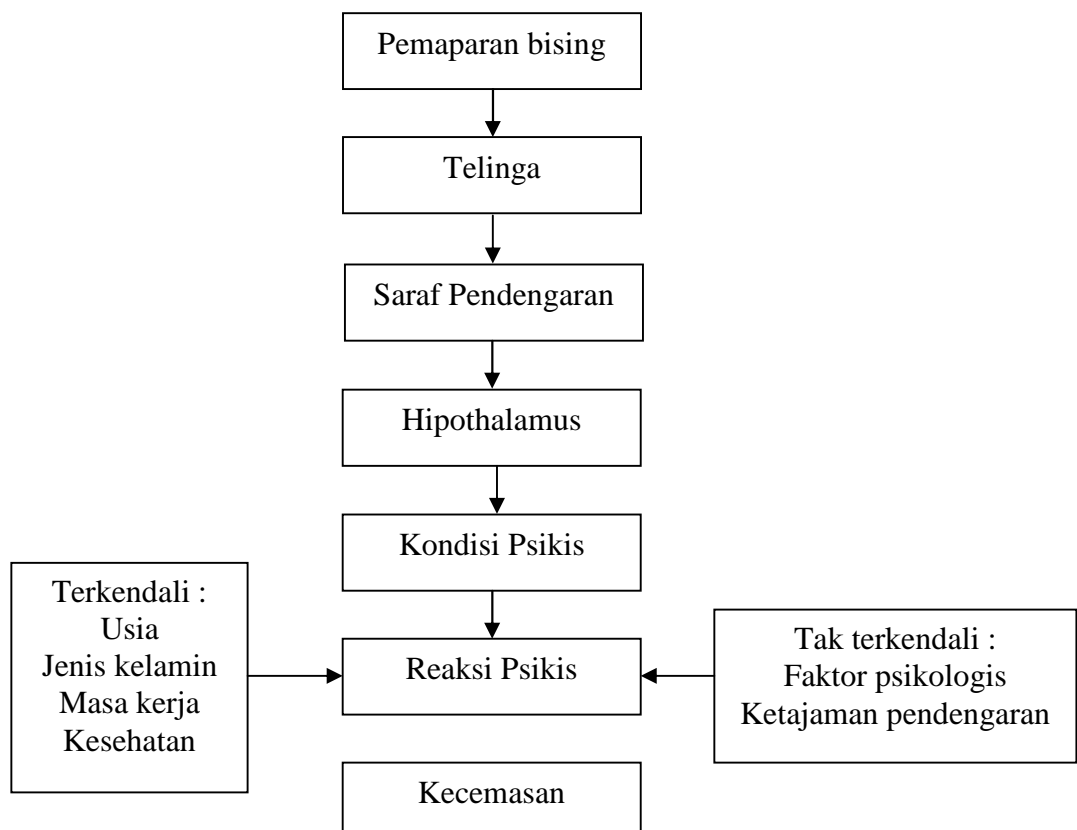 Pemaparan bising
Telinga
Saraf Pendengaran
Hipothalamus
Kondisi Psikis
Terkendali :
Usia
Jenis kelamin
Masa kerja
Kesehatan
Reaksi Psikis
Tak terkendali :
Faktor psikologis
Ketajaman pendengaran
Kecemasan